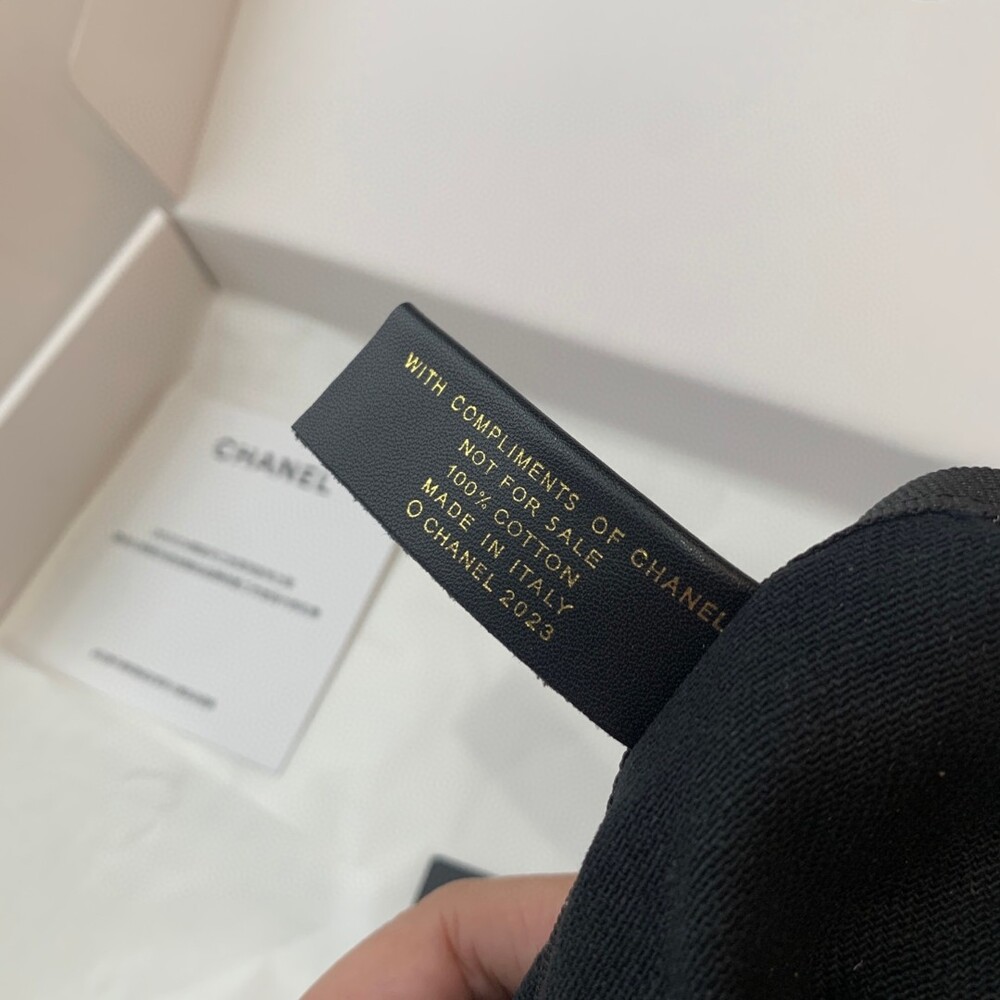 WITH COMPLIMENTS OF CHANEL
NOT FOR SALE
100% COTTON
MADE IN ITALY
© CHANEL 2023
CHANEL